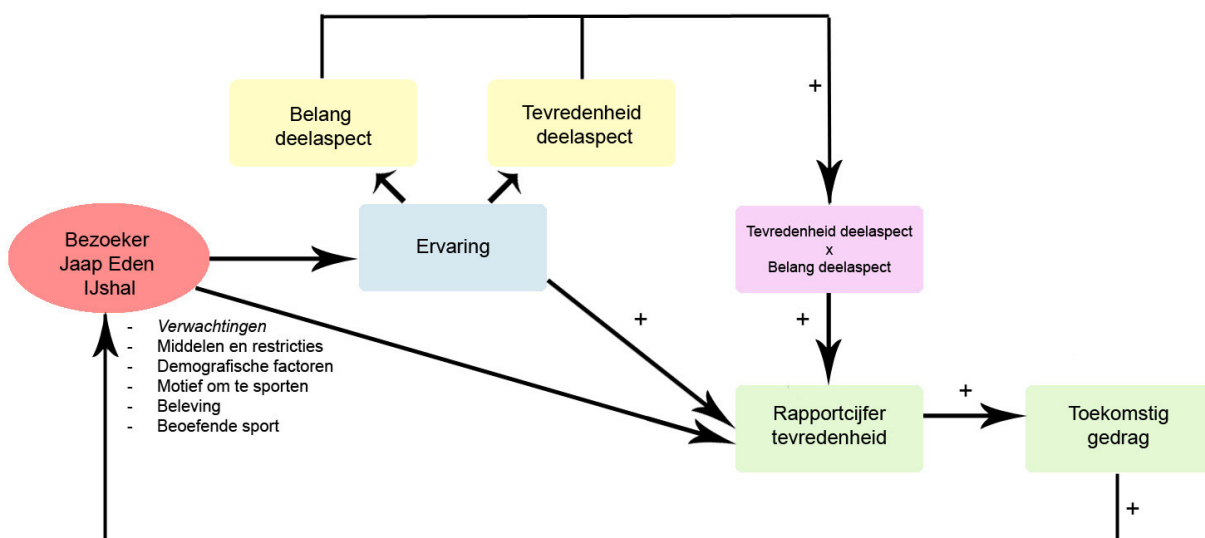 +
Belang
deelaspect
Tevredenheid
deelaspect
Bezoeker
Jaap Eden
IJshal
Ervaring
Tevredenheid deelaspect
x
Belang deelaspect
- Verwachtingen
- Middelen en restricties
- Demografische factoren
- Motief om te sporten
- Beleving
- Beoefende sport
+
+
Rapportcijfer
tevredenheid
+
Toekomstig
gedrag
+